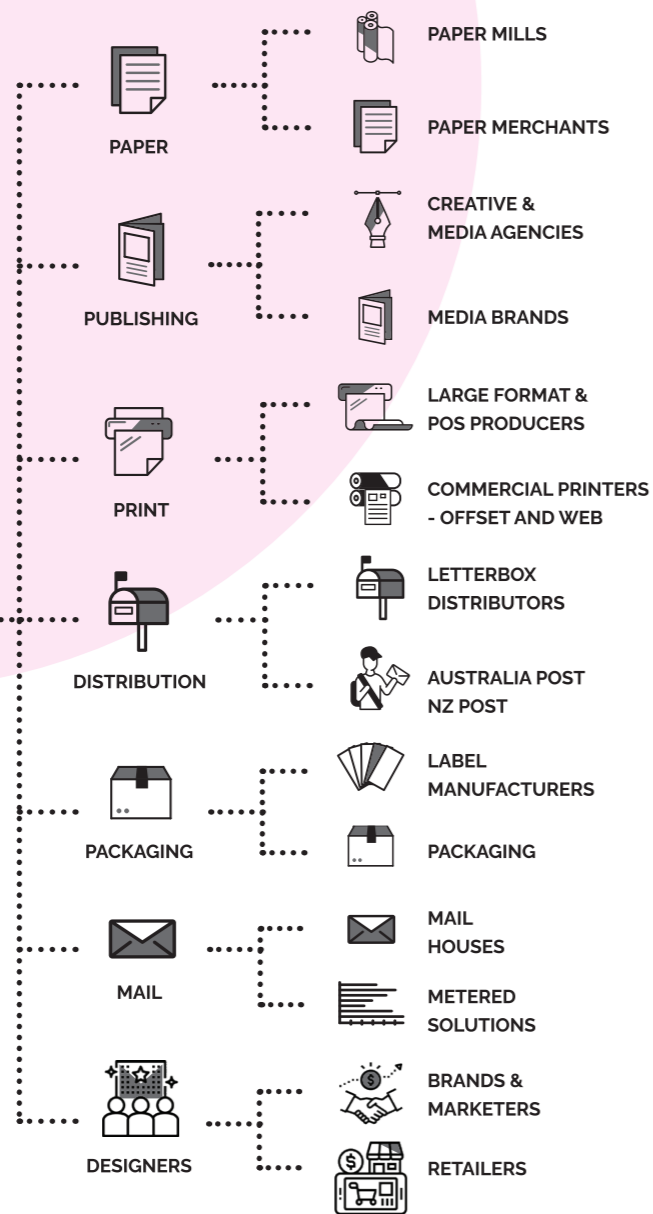 PAPER
PAPER MILLS
PAPER MERCHANTS
PUBLISHING
CREATIVE &
MEDIA AGENCIES
MEDIA BRANDS
PRINT
LARGE FORMAT &
POS PRODUCERS
COMMERCIAL PRINTERS
- OFFSET AND WEB
DISTRIBUTION
LETTERBOX
DISTRIBUTORS
AUSTRALIA POST
NZ POST
PACKAGING
LABEL
MANUFACTURERS
PACKAGING
MAIL
MAIL
HOUSES
METERED
SOLUTIONS
DESIGNERS
BRANDS &
MARKETERS
RETAILERS